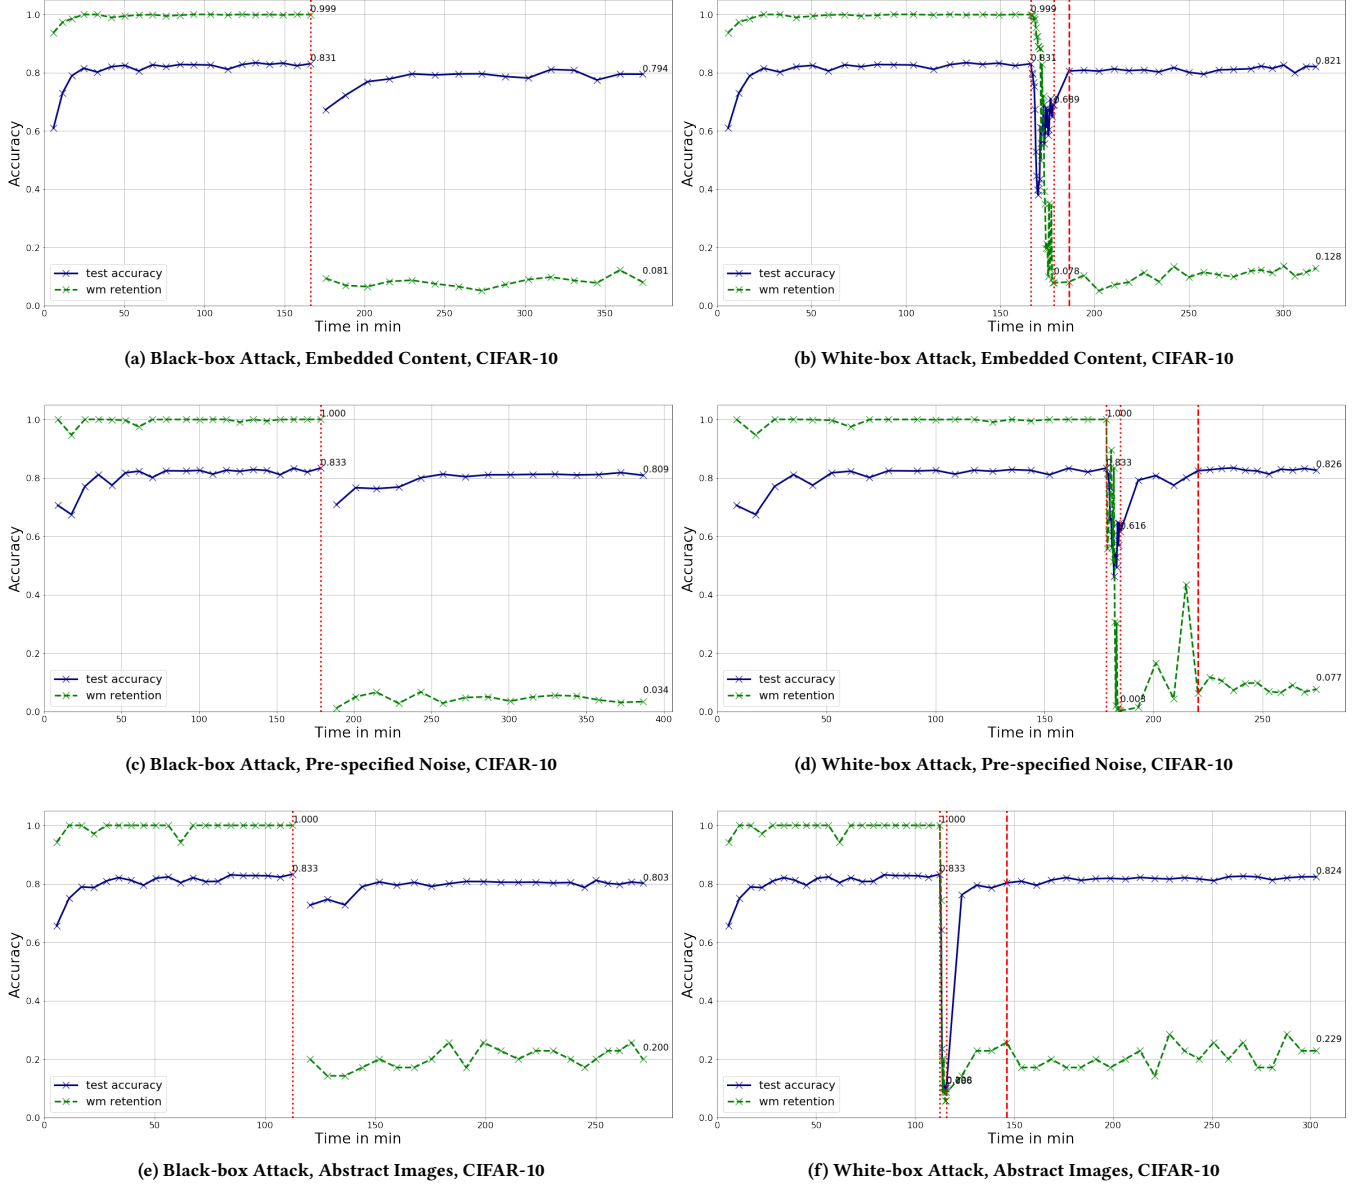 1.0
0.8
0.6
0.4
0.2
0.0
Accuracy
0.999
0.831
0.794
0.081
test accuracy
wm retention
0 50 100 150 200 250 300 350
Time in min
(a) Black-box Attack, Embedded Content, CIFAR-10
1.0
0.8
0.6
0.4
0.2
0.0
Accuracy
0.999
0.831
0.689
0.078
0.821
0.128
test accuracy
wm retention
0 50 100 150 200 250 300
Time in min
(b) White-box Attack, Embedded Content, CIFAR-10
1.0
0.8
0.6
0.4
0.2
0.0
Accuracy
1.000
0.833
0.809
0.034
test accuracy
wm retention
0 50 100 150 200 250 300 350 400
Time in min
(c) Black-box Attack, Pre-specified Noise, CIFAR-10
1.0
0.8
0.6
0.4
0.2
0.0
Accuracy
1.000
0.833
0.616
0.826
0.077
test accuracy
wm retention
0 50 100 150 200 250
Time in min
(d) White-box Attack, Pre-specified Noise, CIFAR-10
1.0
0.8
0.6
0.4
0.2
0.0
Accuracy
1.000
0.833
0.803
0.200
test accuracy
wm retention
0 50 100 150 200 250
Time in min
(e) Black-box Attack, Abstract Images, CIFAR-10
1.0
0.8
0.6
0.4
0.2
0.0
Accuracy
1.000
0.833
0.824
0.229
test accuracy
wm retention
0 50 100 150 200 250 300
Time in min
(f) White-box Attack, Abstract Images, CIFAR-10